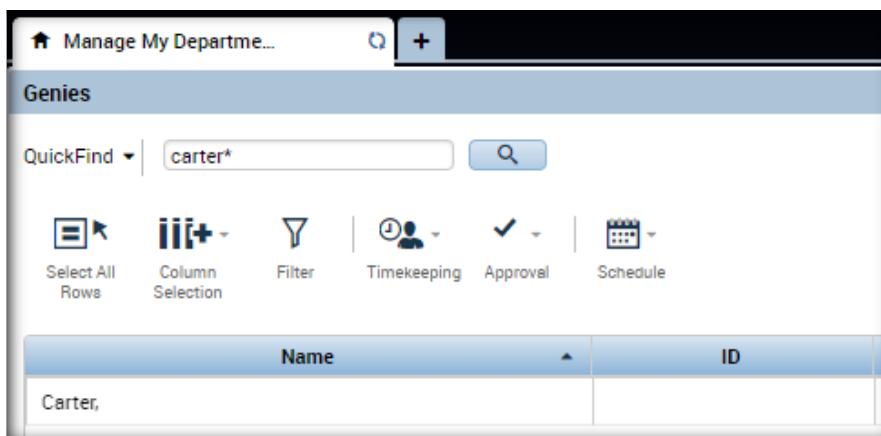 Manage My Departme...
Genies
QuickFind carter*
Select All Rows
Column Selection
Filter
Timekeeping
Approval
Schedule
Name ID
Carter,